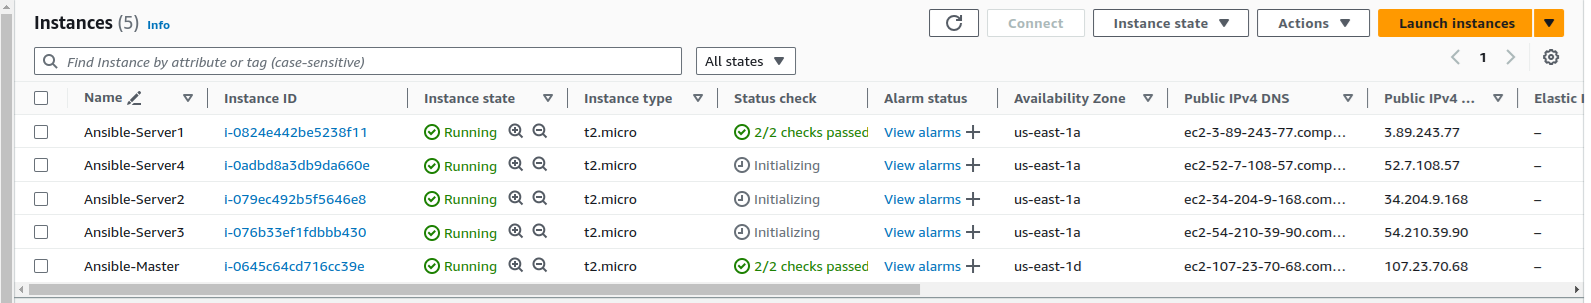 Instances (5) Info Connect Instance state Actions Launch instances
Find Instance by attribute or tag (case-sensitive) All states 1
Name Instance ID Instance state Instance type Status check Alarm status Availability Zone Public IPv4 DNS Public IPv4 ... Elastic I
Ansible-Server1 i-0824e442be5238f11 Running t2.micro 2/2 checks passed View alarms + us-east-1a ec2-3-89-243-77.comp... 3.89.243.77 –
Ansible-Server4 i-0adbd8a3db9da660e Running t2.micro Initializing View alarms + us-east-1a ec2-52-7-108-57.comp... 52.7.108.57 –
Ansible-Server2 i-079ec492b5f5646e8 Running t2.micro Initializing View alarms + us-east-1a ec2-34-204-9-168.com... 34.204.9.168 –
Ansible-Server3 i-076b33ef1fdbbb430 Running t2.micro Initializing View alarms + us-east-1a ec2-54-210-39-90.com... 54.210.39.90 –
Ansible-Master i-0645c64cd716cc39e Running t2.micro 2/2 checks passed View alarms + us-east-1d ec2-107-23-70-68.com... 107.23.70.68 –